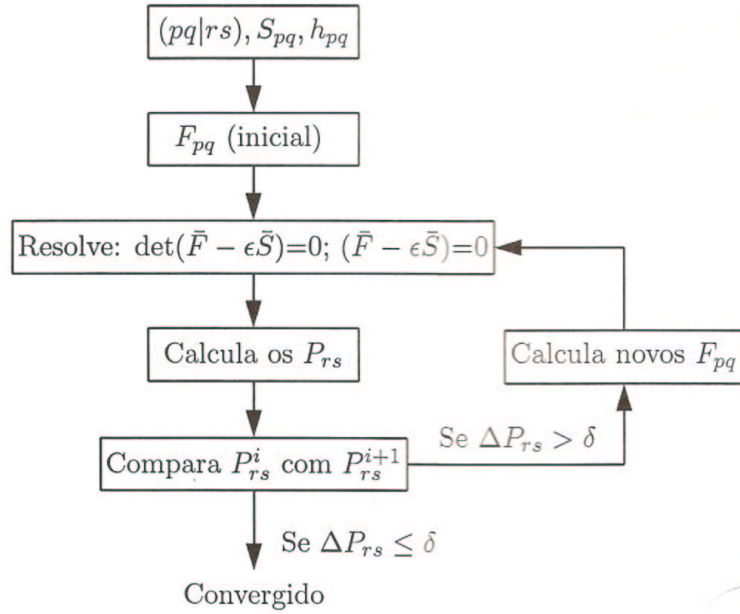 (pq|rs), S_pq, h_pq
F_pq (inicial)
Resolve: det(F̄ − ϵS̄)=0; (F̄ − ϵS̄)=0
Calcula os P_rs
Calcula novos F_pq
Se ΔP_rs > δ
Compara P^i_rs com P^{i+1}_rs
Se ΔP_rs ≤ δ
Convergido